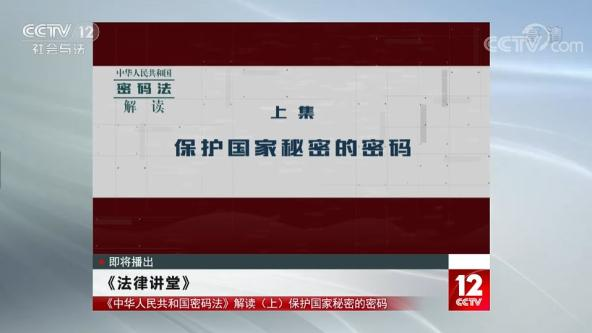 CCTV 12
社会与法
高清
CCTV.com
中华人民共和国
密码法
解读
上集
保护国家秘密的密码
即将播出
《法律讲堂》
《中华人民共和国密码法》解读（上）保护国家秘密的密码
12
CCTV